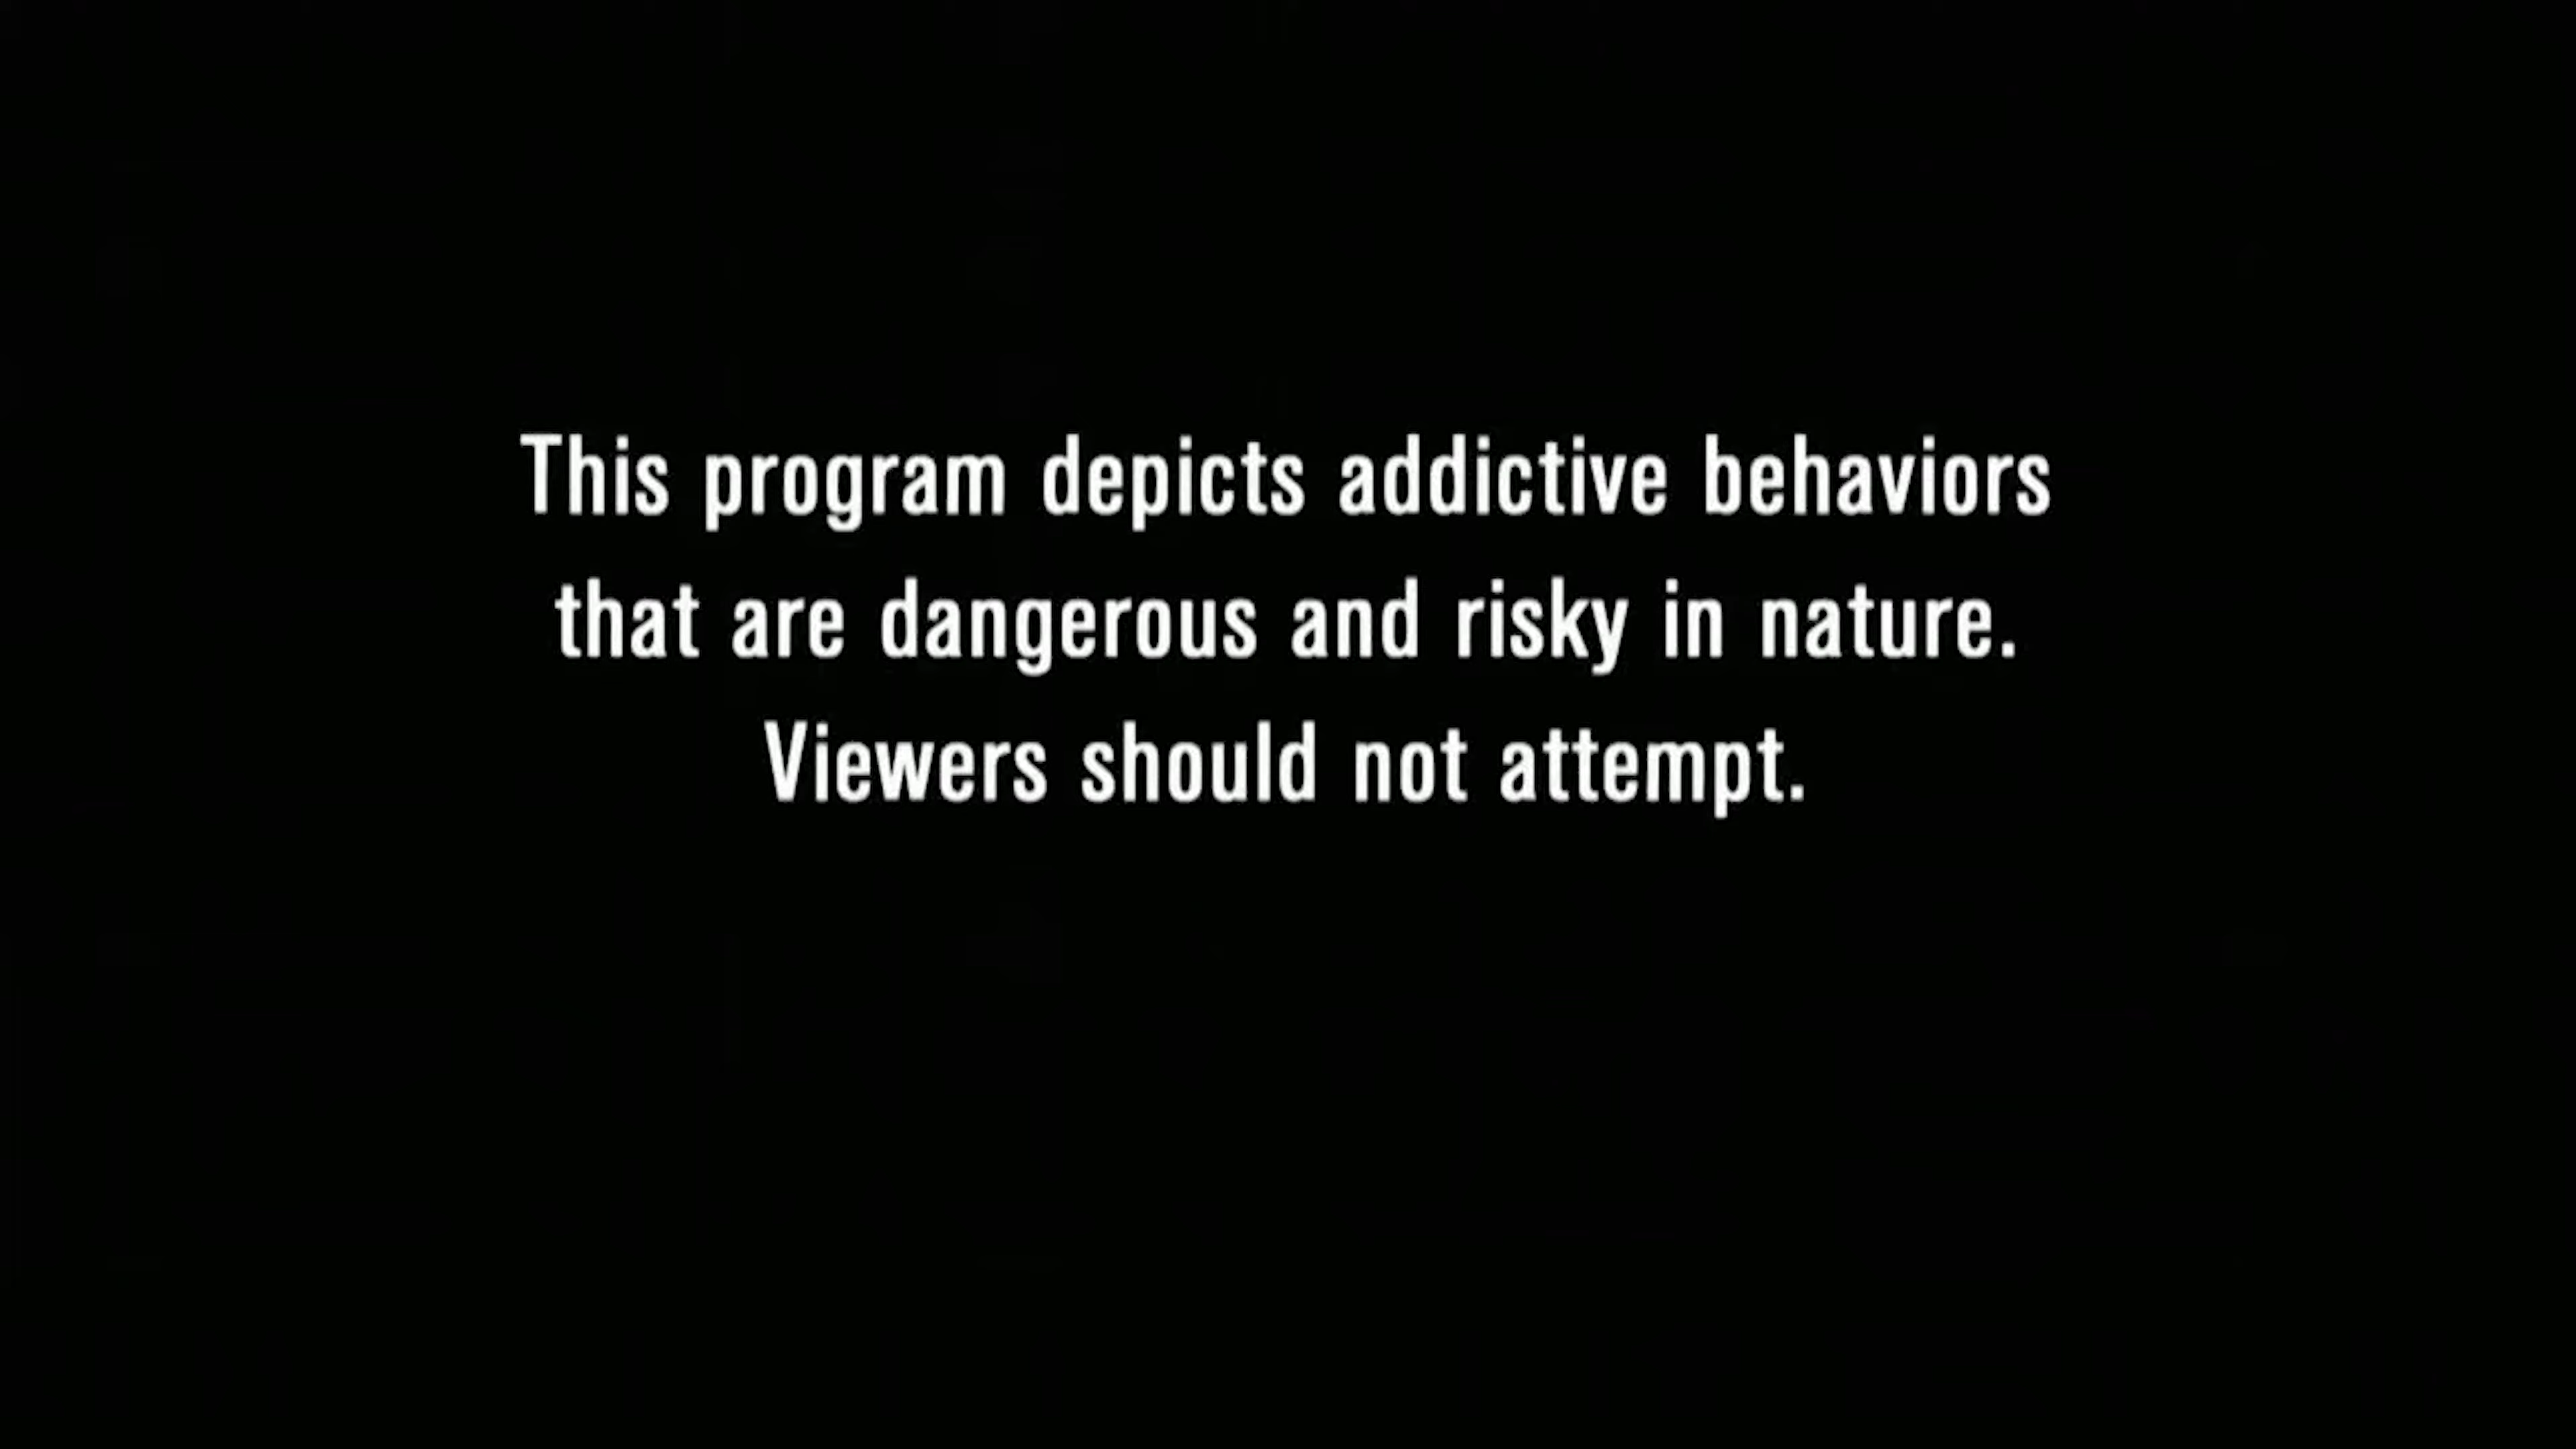 This program depicts addictive behaviors
that are dangerous and risky in nature.
Viewers should not attempt.